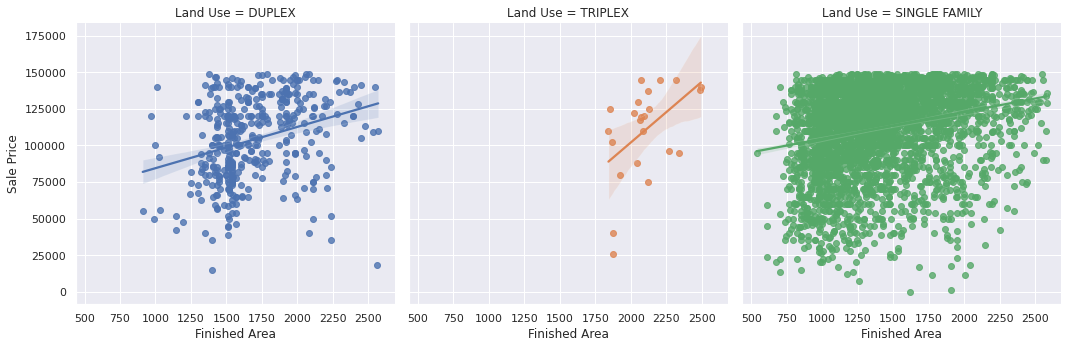 Land Use = DUPLEX
Land Use = TRIPLEX
Land Use = SINGLE FAMILY
175000
150000
125000
100000
75000
50000
25000
0
Sale Price
500 750 1000 1250 1500 1750 2000 2250 2500
500 750 1000 1250 1500 1750 2000 2250 2500
500 750 1000 1250 1500 1750 2000 2250 2500
Finished Area
Finished Area
Finished Area